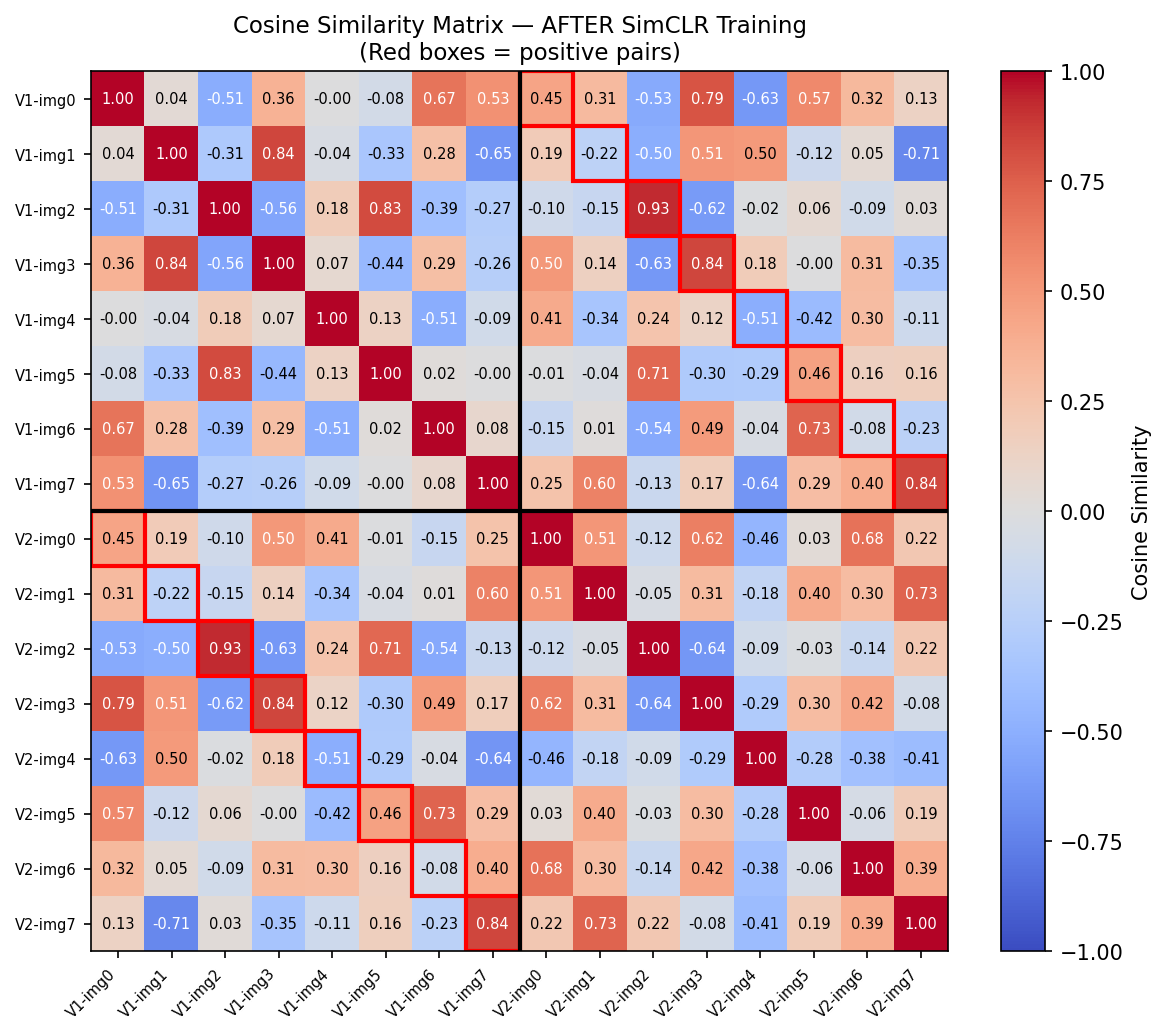 Cosine Similarity Matrix — AFTER SimCLR Training
(Red boxes = positive pairs)
V1-img0 1.00 0.04 -0.51 0.36 -0.00 -0.08 0.67 0.53 0.45 0.31 -0.53 0.79 -0.63 0.57 0.32 0.13
V1-img1 0.04 1.00 -0.31 0.84 -0.04 -0.33 0.28 -0.65 0.19 -0.22 -0.50 0.51 0.50 -0.12 0.05 -0.71
V1-img2 -0.51 -0.31 1.00 -0.56 0.18 0.83 -0.39 -0.27 -0.10 -0.15 0.93 -0.62 -0.02 0.06 -0.09 0.03
V1-img3 0.36 0.84 -0.56 1.00 0.07 -0.44 0.29 -0.26 0.50 0.14 -0.63 0.84 0.18 -0.00 0.31 -0.35
V1-img4 -0.00 -0.04 0.18 0.07 1.00 0.13 -0.51 -0.09 0.41 -0.34 0.24 0.12 -0.51 -0.42 0.30 -0.11
V1-img5 -0.08 -0.33 0.83 -0.44 0.13 1.00 0.02 -0.00 -0.01 -0.04 0.71 -0.30 -0.29 0.46 0.16 0.16
V1-img6 0.67 0.28 -0.39 0.29 -0.51 0.02 1.00 0.08 -0.15 0.01 -0.54 0.49 -0.04 0.73 -0.08 -0.23
V1-img7 0.53 -0.65 -0.27 -0.26 -0.09 -0.00 0.08 1.00 0.25 0.60 -0.13 0.17 -0.64 0.29 0.40 0.84
V2-img0 0.45 0.19 -0.10 0.50 0.41 -0.01 -0.15 0.25 1.00 0.51 -0.12 0.62 -0.46 0.03 0.68 0.22
V2-img1 0.31 -0.22 -0.15 0.14 -0.34 -0.04 0.01 0.60 0.51 1.00 -0.05 0.31 -0.18 0.40 0.30 0.73
V2-img2 -0.53 -0.50 0.93 -0.63 0.24 0.71 -0.54 -0.13 -0.12 -0.05 1.00 -0.64 -0.09 -0.03 -0.14 0.22
V2-img3 0.79 0.51 -0.62 0.84 0.12 -0.30 0.49 0.17 0.62 0.31 -0.64 1.00 -0.29 0.30 0.42 -0.08
V2-img4 -0.63 0.50 -0.02 0.18 -0.51 -0.29 -0.04 -0.64 -0.46 -0.18 -0.09 -0.29 1.00 -0.28 -0.38 -0.41
V2-img5 0.57 -0.12 0.06 -0.00 -0.42 0.46 0.73 0.29 0.03 0.40 -0.03 0.30 -0.28 1.00 -0.06 0.19
V2-img6 0.32 0.05 -0.09 0.31 0.30 0.16 -0.08 0.40 0.68 0.30 -0.14 0.42 -0.38 -0.06 1.00 0.39
V2-img7 0.13 -0.71 0.03 -0.35 -0.11 0.16 -0.23 0.84 0.22 0.73 0.22 -0.08 -0.41 0.19 0.39 1.00
V1-img0 V1-img1 V1-img2 V1-img3 V1-img4 V1-img5 V1-img6 V1-img7 V2-img0 V2-img1 V2-img2 V2-img3 V2-img4 V2-img5 V2-img6 V2-img7
1.00
0.75
0.50
0.25
0.00
−0.25
−0.50
−0.75
−1.00
Cosine Similarity